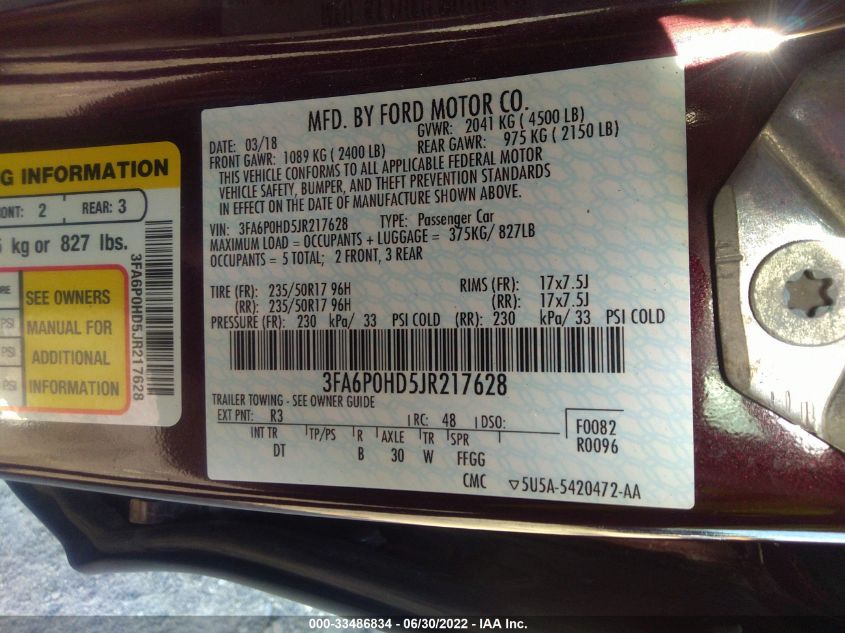 MFD. BY FORD MOTOR CO.
DATE: 03/18 GVWR: 2041 KG ( 4500 LB)
FRONT GAWR: 1089 KG ( 2400 LB) REAR GAWR: 975 KG ( 2150 LB)
THIS VEHICLE CONFORMS TO ALL APPLICABLE FEDERAL MOTOR
VEHICLE SAFETY, BUMPER, AND THEFT PREVENTION STANDARDS
IN EFFECT ON THE DATE OF MANUFACTURE SHOWN ABOVE.
VIN: 3FA6P0HD5JR217628 TYPE: Passenger Car
MAXIMUM LOAD = OCCUPANTS + LUGGAGE = 375KG/ 827LB
OCCUPANTS = 5 TOTAL; 2 FRONT, 3 REAR
TIRE (FR): 235/50R17 96H RIMS (FR): 17x7.5J
(RR): 235/50R17 96H (RR): 17x7.5J
PRESSURE (FR): 230 kPa/ 33 PSI COLD (RR): 230 kPa/ 33 PSI COLD
3FA6P0HD5JR217628
TRAILER TOWING - SEE OWNER GUIDE
EXT PNT: R3 RC: 48 DSO: F0082
INT TR TP/PS R AXLE TR SPR R0096
DT B 30 W FFGG
CMC ▽5U5A-5420472-AA
G INFORMATION
ONT: 2 REAR: 3
kg or 827 lbs.
3FA6P0HD5JR217628
SEE OWNERS
PSI MANUAL FOR
PSI ADDITIONAL
PSI INFORMATION
000-33486834 - 06/30/2022 - IAA Inc.